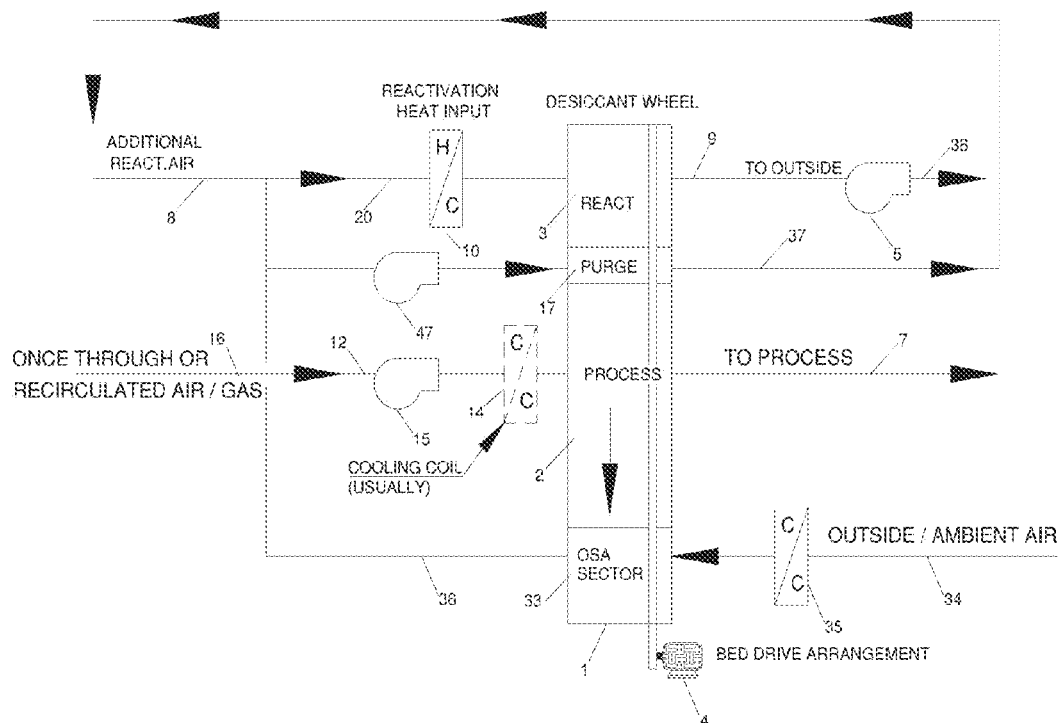 REACTIVATION
HEAT INPUT
DESICCANT WHEEL
ADDITIONAL
REACT.AIR
H
C
REACT
9
TO OUTSIDE
36
8
20
10
3
5
PURGE
37
17
47
16
12
ONCE THROUGH OR
RECIRCULATED AIR / GAS
C
C
PROCESS
TO PROCESS
7
14
15
COOLING COIL
(USUALLY)
2
OSA
SECTOR
C
C
OUTSIDE / AMBIENT AIR
36
33
35
34
1
BED DRIVE ARRANGEMENT
4